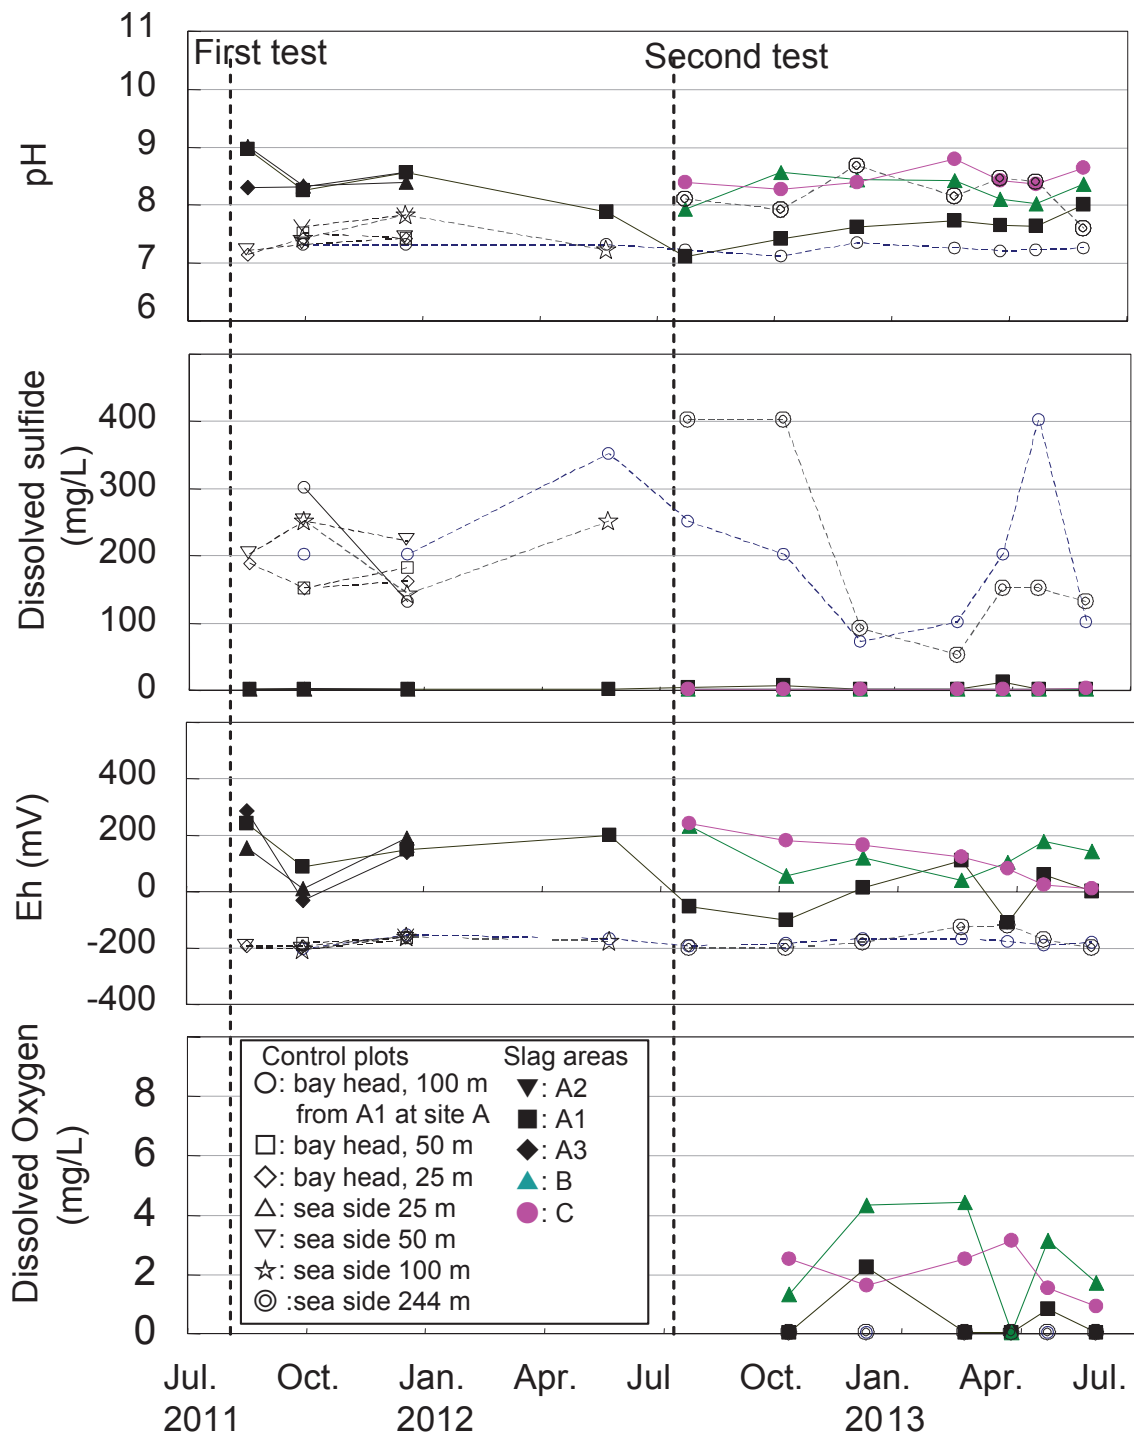 First test
Second test
11
10
9
8
7
6
pH
400
300
200
100
0
Dissolved sulfide
(mg/L)
400
200
0
-200
-400
Eh (mV)
8
6
4
2
0
Dissolved Oxygen
(mg/L)
Control plots
○: bay head, 100 m
from A1 at site A
□: bay head, 50 m
◇: bay head, 25 m
△: sea side 25 m
▽: sea side 50 m
☆: sea side 100 m
◎:sea side 244 m
Slag areas
▼: A2
■: A1
◆: A3
▲: B
●: C
Jul. Oct. Jan. Apr. Jul Oct. Jan. Apr. Jul.
2011 2012 2013